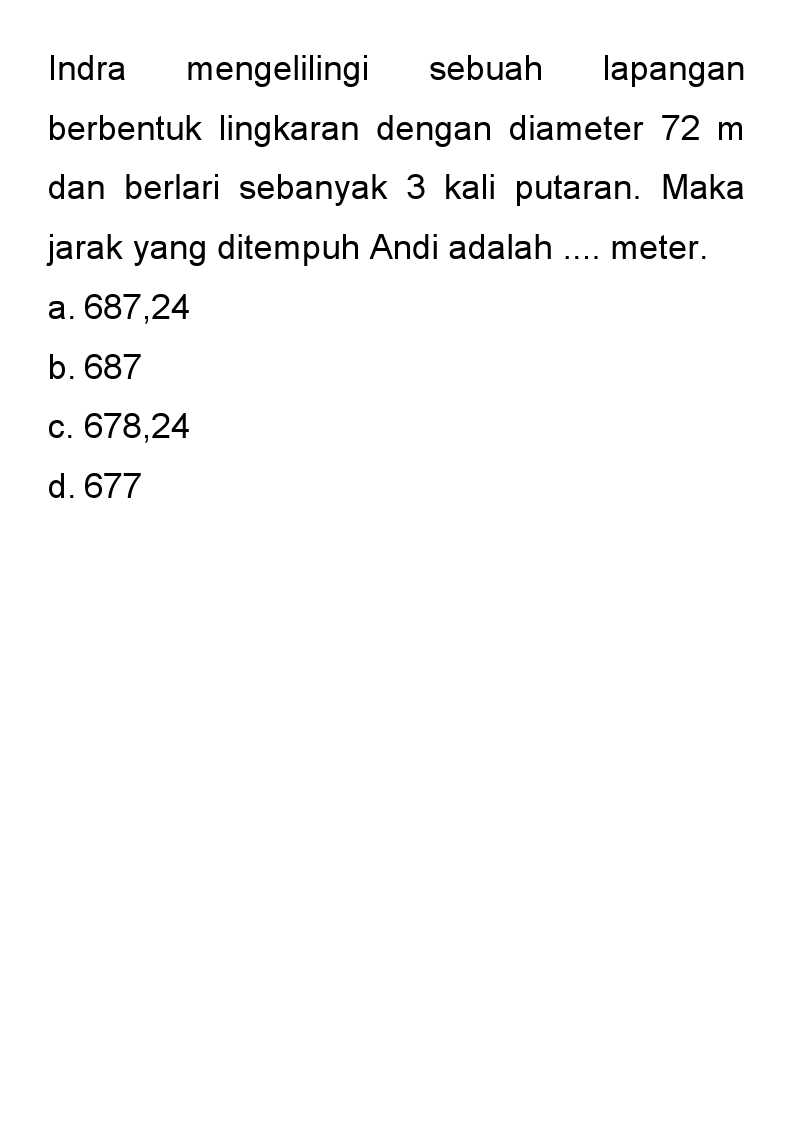 Indra mengelilingi sebuah lapangan
berbentuk lingkaran dengan diameter 72 m
dan berlari sebanyak 3 kali putaran. Maka
jarak yang ditempuh Andi adalah .... meter.
a. 687,24
b. 687
c. 678,24
d. 677